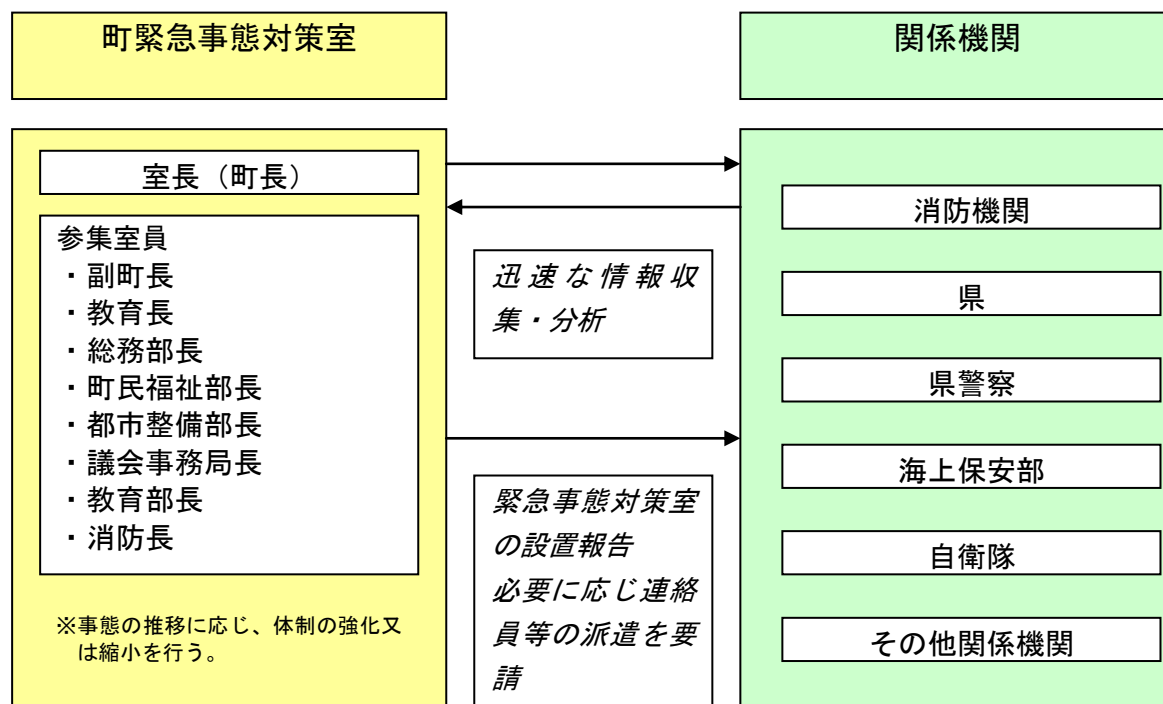 町緊急事態対策室
関係機関
室長（町長）
参集室員
・副町長
・教育長
・総務部長
・町民福祉部長
・都市整備部長
・議会事務局長
・教育部長
・消防長
※事態の推移に応じ、体制の強化又
は縮小を行う。
迅速な情報収
集・分析
緊急事態対策室
の設置報告
必要に応じ連絡
員等の派遣を要
請
消防機関
県
県警察
海上保安部
自衛隊
その他関係機関